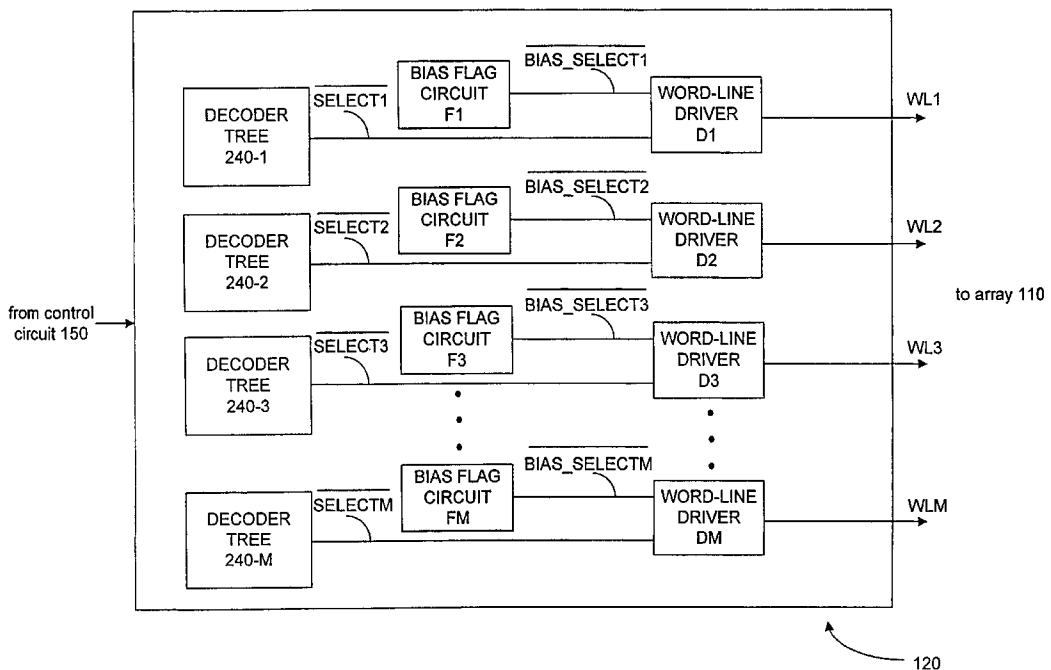 BIAS FLAG
CIRCUIT
F1
BIAS_SELECT1
SELECT1
DECODER
TREE
240-1
WORD-LINE
DRIVER
D1
WL1
BIAS FLAG
CIRCUIT
F2
BIAS_SELECT2
SELECT2
DECODER
TREE
240-2
WORD-LINE
DRIVER
D2
WL2
from control
circuit 150
to array 110
BIAS FLAG
CIRCUIT
F3
BIAS_SELECT3
SELECT3
DECODER
TREE
240-3
WORD-LINE
DRIVER
D3
WL3
BIAS FLAG
CIRCUIT
FM
BIAS_SELECTM
SELECTM
DECODER
TREE
240-M
WORD-LINE
DRIVER
DM
WLM
120